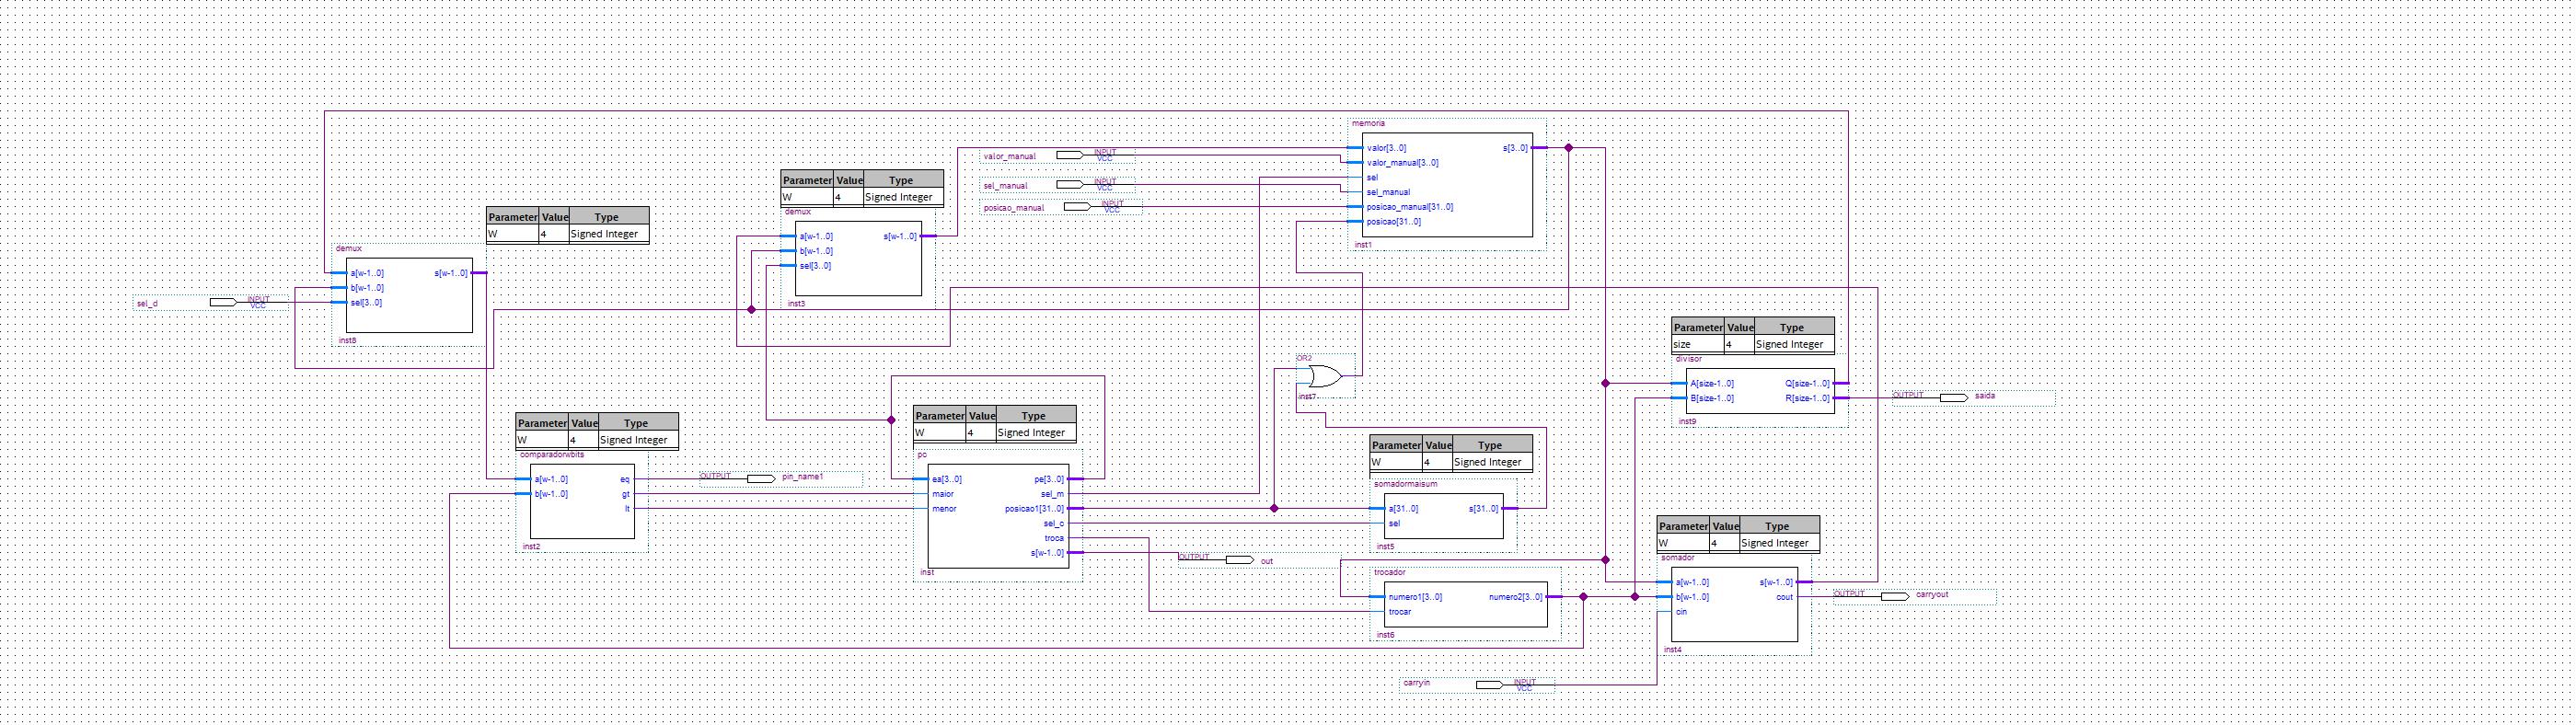 memoria
valor_manual
INPUT
VCC
valor[3..0]
s[3..0]
valor_manual[3..0]
sel
sel_manual
INPUT
VCC
sel_manual
posicao_manual
INPUT
VCC
posicao_manual[31..0]
posicao[31..0]
inst1
Parameter Value Type
W 4 Signed Integer
demux
a[w-1..0]
s[w-1..0]
b[w-1..0]
sel[3..0]
inst3
Parameter Value Type
W 4 Signed Integer
demux
a[w-1..0]
s[w-1..0]
b[w-1..0]
sel[3..0]
inst8
sel_d
INPUT
VCC
Parameter Value Type
size 4 Signed Integer
divisor
A[size-1..0]
Q[size-1..0]
B[size-1..0]
R[size-1..0]
inst9
OUTPUT
saida
OR2
inst7
Parameter Value Type
W 4 Signed Integer
comparadorwbits
a[w-1..0]
eq
b[w-1..0]
gt
lt
inst2
OUTPUT
pin_name1
Parameter Value Type
W 4 Signed Integer
pc
ea[3..0]
pe[3..0]
maior
sel_m
menor
posicao1[31..0]
sel_c
troca
s[w-1..0]
inst
OUTPUT
out
Parameter Value Type
W 4 Signed Integer
somadormaisum
a[31..0]
s[31..0]
sel
inst5
trocador
numero1[3..0]
numero2[3..0]
trocar
inst6
Parameter Value Type
W 4 Signed Integer
somador
a[w-1..0]
s[w-1..0]
b[w-1..0]
cout
cin
inst4
OUTPUT
carryout
carryin
INPUT
VCC